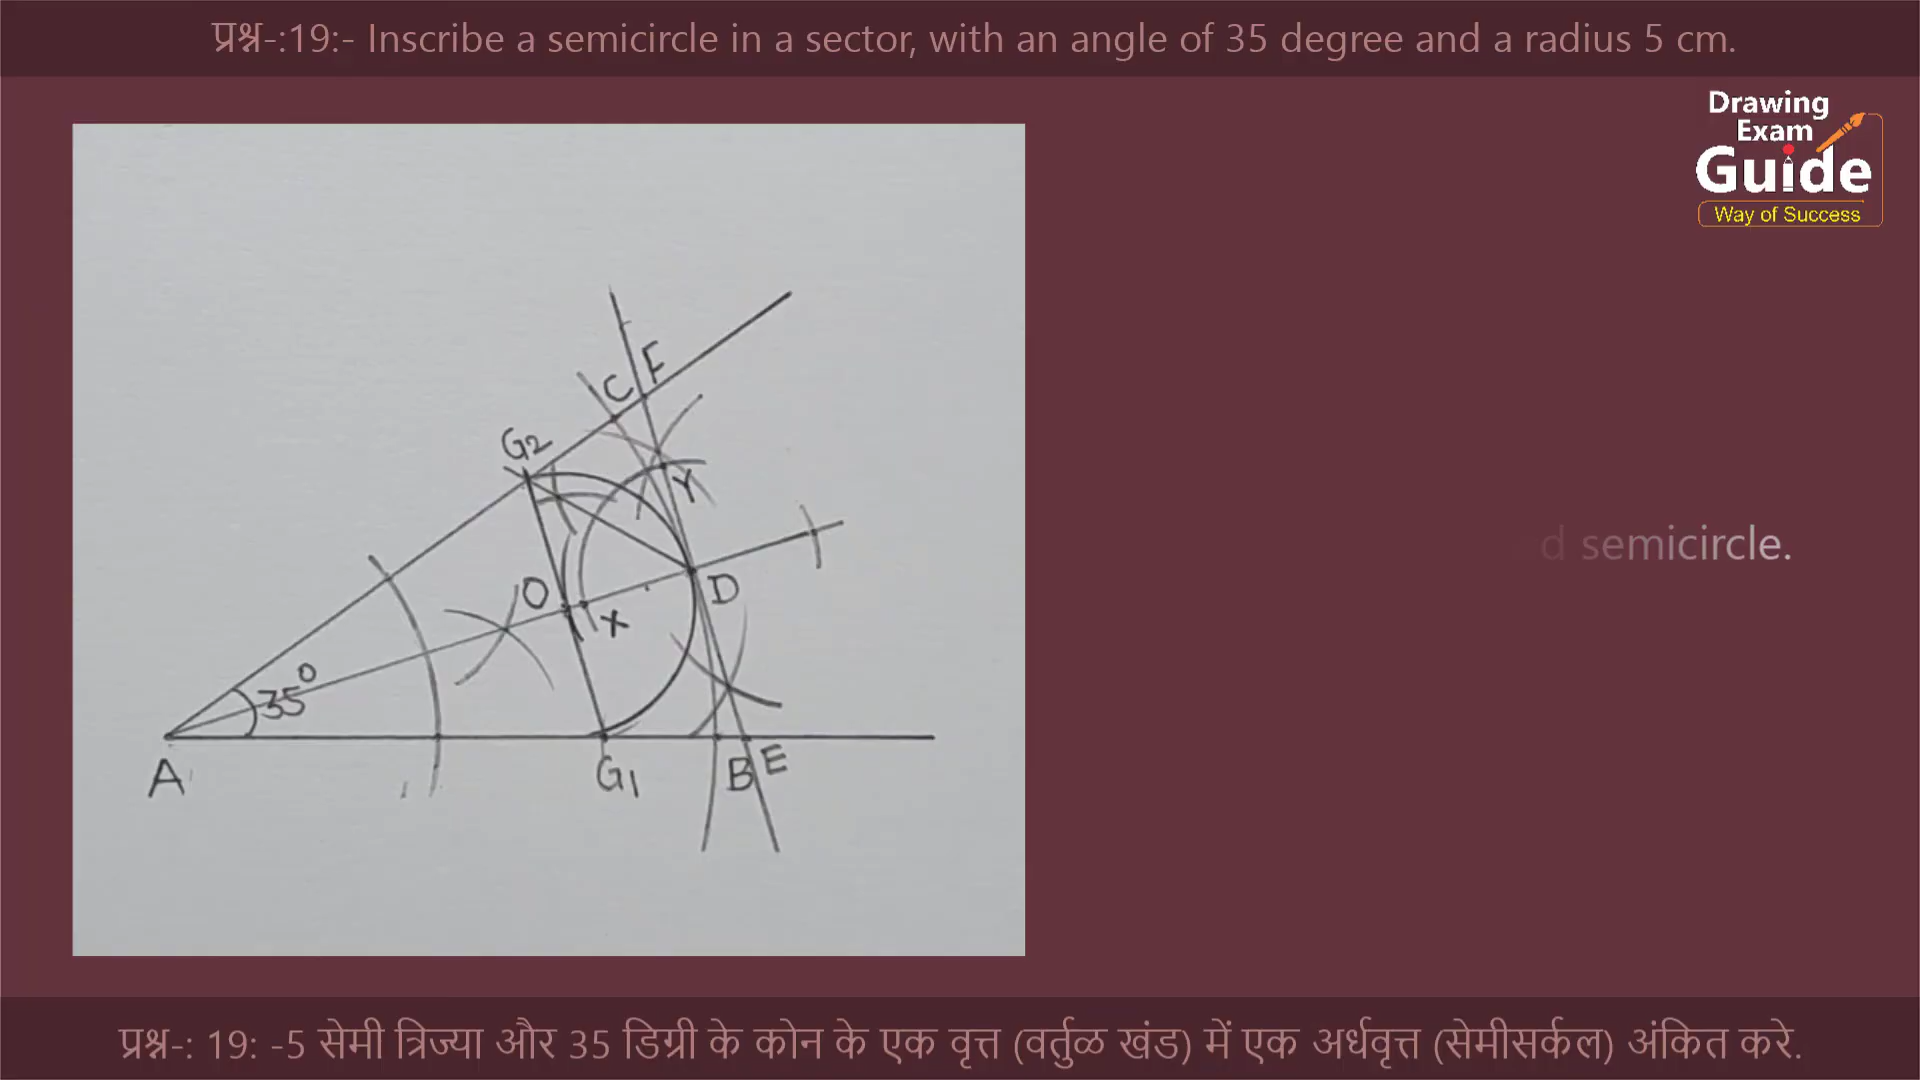 प्रश्न-:19:- Inscribe a semicircle in a sector, with an angle of 35 degree and a radius 5 cm.
Drawing
Exam
Guide
Way of Success
F
C
G2
Y
O
D
X
35°
A
G1
B
E
semicircle.
प्रश्न-: 19: -5 सेमी त्रिज्या और 35 डिग्री के कोन के एक वृत्त (वर्तुळ खंड) में एक अर्धवृत्त (सेमीसर्कल) अंकित करे.